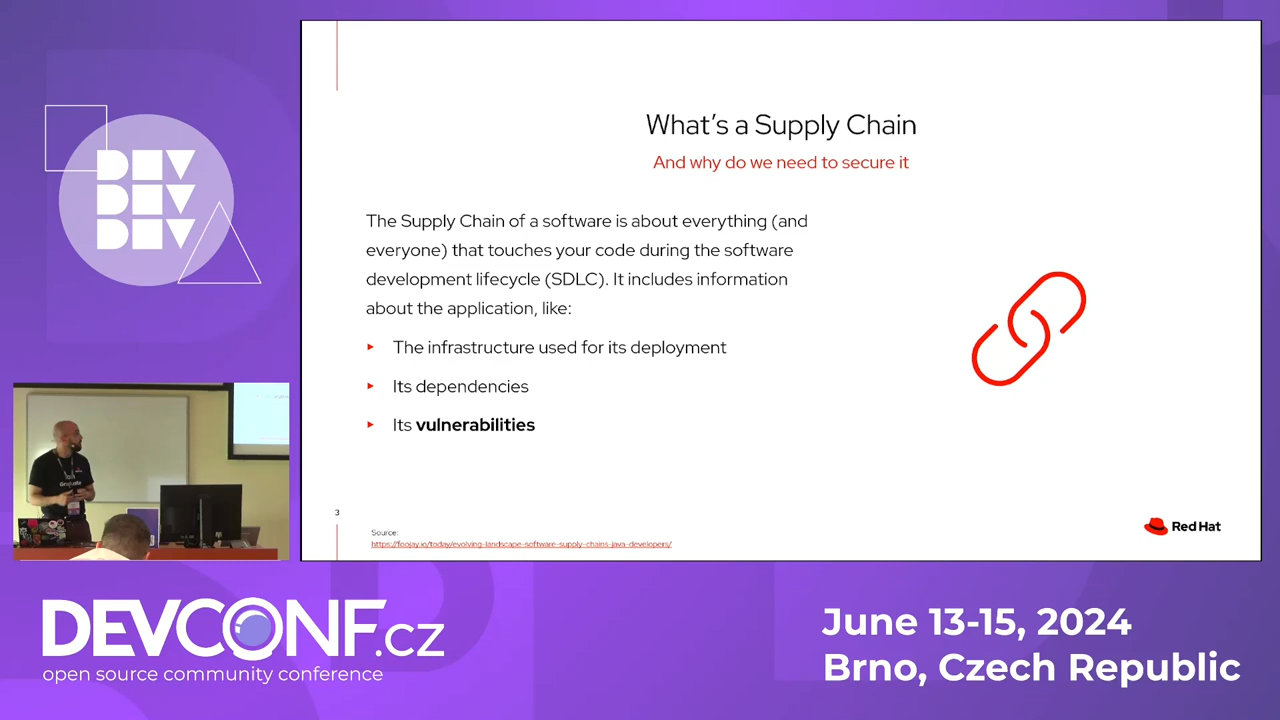 What's a Supply Chain
And why do we need to secure it
The Supply Chain of a software is about everything (and
everyone) that touches your code during the software
development lifecycle (SDLC). It includes information
about the application, like:
The infrastructure used for its deployment
Its dependencies
Its vulnerabilities
3
Source:
https://foojay.io/today/evolving-landscape-software-supply-chains-java-developers/
Red Hat
DEV
DEV
DEV
DEVCONF.cz
open source community conference
June 13-15, 2024
Brno, Czech Republic